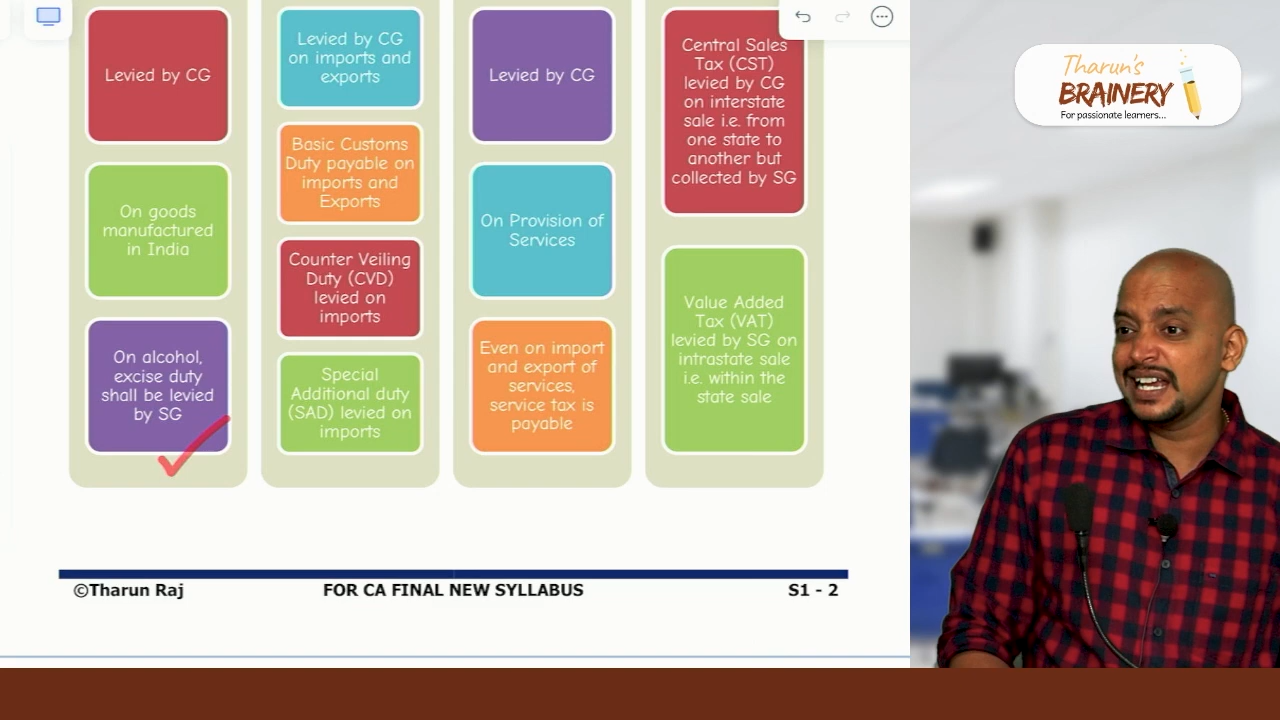 Levied by CG
On goods
manufactured
in India
On alcohol,
excise duty
shall be levied
by SG
Levied by CG
on imports and
exports
Basic Customs
Duty payable on
imports and
Exports
Counter Veiling
Duty (CVD)
levied on
imports
Special
Additional duty
(SAD) levied on
imports
Levied by CG
On Provision of
Services
Even on import
and export of
services,
service tax is
payable
Central Sales
Tax (CST)
levied by CG
on interstate
sale i.e. from
one state to
another but
collected by SG
Value Added
Tax (VAT)
levied by SG on
intrastate sale
i.e. within the
state sale
©Tharun Raj FOR CA FINAL NEW SYLLABUS S1 - 2
Tharun's
BRAINERY
For passionate learners...